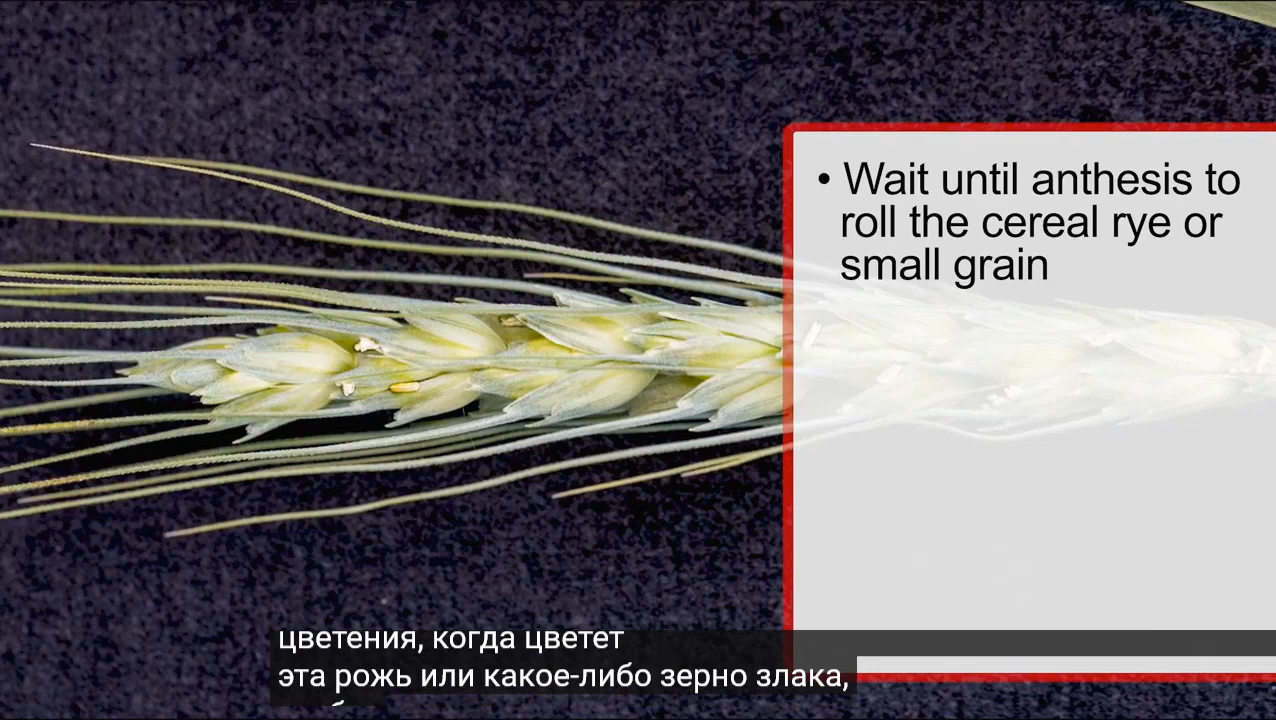 • Wait until anthesis to
roll the cereal rye or
small grain
цветения, когда цветет
эта рожь или какое-либо зерно злака,